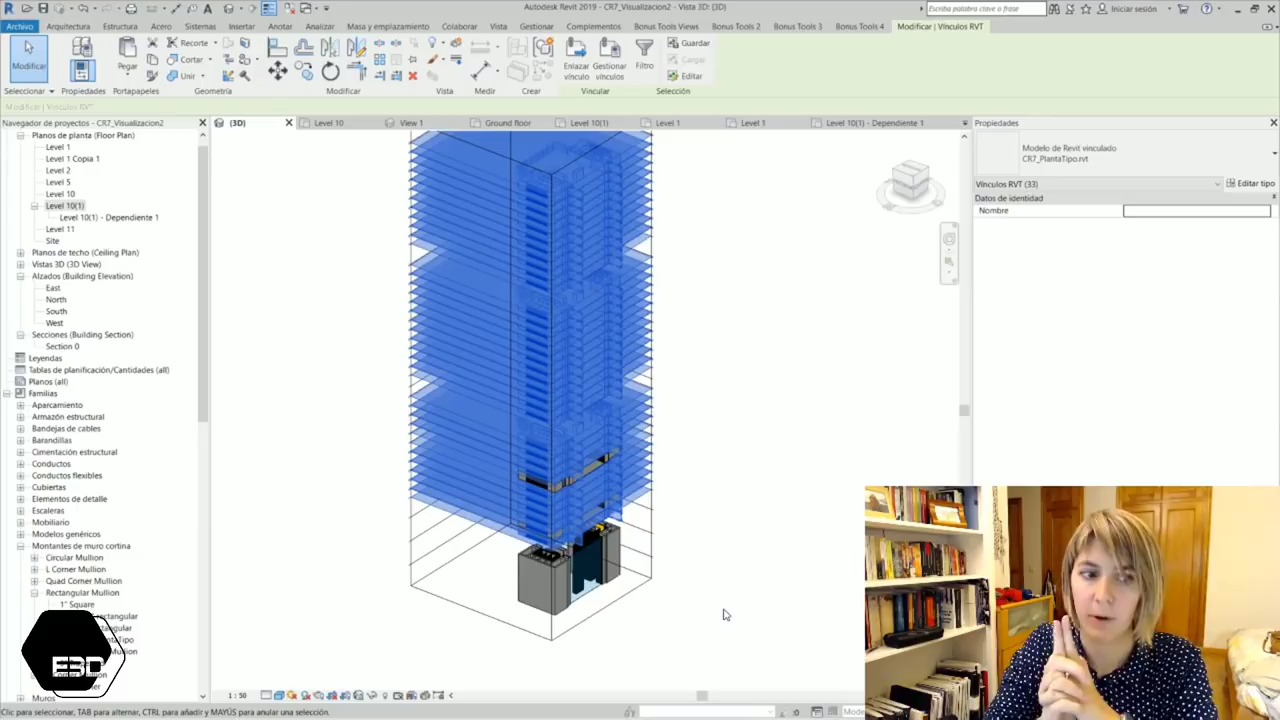 Autodesk Revit 2019 - CR7_Visualizacion2 - Vista 3D: {3D}
Escriba palabra clave o frase
Iniciar sesión
Archivo Arquitectura Estructura Acero Sistemas Insertar Anotar Analizar Masa y emplazamiento Colaborar Vista Gestionar Complementos Bonus Tools Views Bonus Tools 2 Bonus Tools 3 Bonus Tools 4 Modificar | Vínculos RVT
Recorte
Cortar
Unir
Guardar
Cargar
Editar
Modificar Pegar Enlazar vínculo Gestionar vínculos Filtro
Seleccionar Propiedades Portapapeles Geometría Modificar Vista Medir Crear Vincular Selección
Modificar | Vínculos RVT
Navegador de proyectos - CR7_Visualizacion2
{3D} Level 10 View 1 Ground floor Level 10(1) Level 1 Level 1 Level 10(1) - Dependiente 1
Propiedades
Planos de planta (Floor Plan)
Level 1
Level 1 Copia 1
Level 2
Level 5
Level 10
Level 10(1)
Level 10(1) - Dependiente 1
Level 11
Site
Planos de techo (Ceiling Plan)
Vistas 3D (3D View)
Alzados (Building Elevation)
East
North
South
West
Secciones (Building Section)
Section 0
Leyendas
Tablas de planificación/Cantidades (all)
Planos (all)
Familias
Aparcamiento
Armazón estructural
Bandejas de cables
Barandillas
Cimentación estructural
Conductos
Conductos flexibles
Cubiertas
Elementos de detalle
Escaleras
Mobiliario
Modelos genéricos
Montantes de muro cortina
Circular Mullion
L Corner Mullion
Quad Corner Mullion
Rectangular Mullion
1" Square
Muros
Modelo de Revit vinculado
CR7_PlantaTipo.rvt
Vínculos RVT (33)
Editar tipo
Datos de identidad
Nombre
1 : 50
Clic para seleccionar, TAB para alternar, CTRL para añadir y MAYÚS para anular una selección.
:0